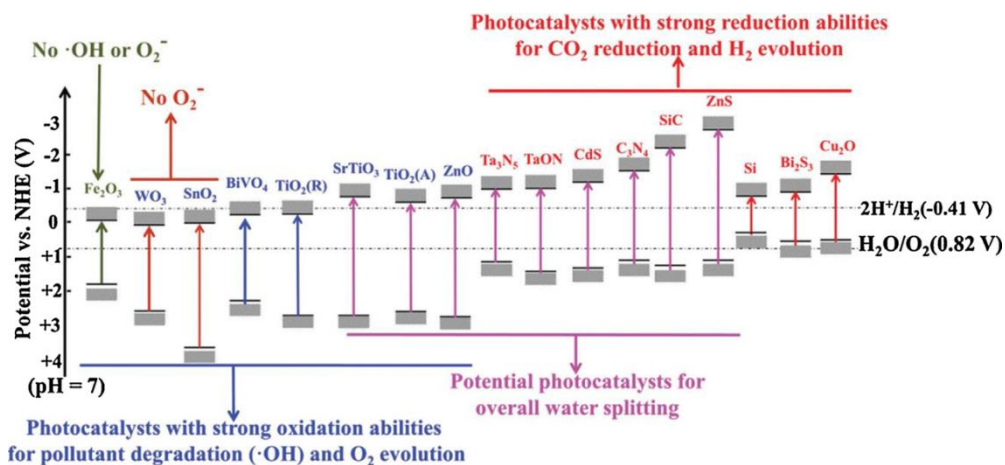 Photocatalysts with strong reduction abilities
for CO₂ reduction and H₂ evolution
No ·OH or O₂⁻
No O₂⁻
Potential vs. NHE (V)
-3
-2
-1
0
+1
+2
+3
+4
(pH = 7)
Fe₂O₃
WO₃
SnO₂
BiVO₄
TiO₂(R)
SrTiO₃
TiO₂(A)
ZnO
Ta₃N₅
TaON
CdS
C₃N₄
SiC
ZnS
Si
Bi₂S₃
Cu₂O
2H⁺/H₂(-0.41 V)
H₂O/O₂(0.82 V)
Potential photocatalysts for
overall water splitting
Photocatalysts with strong oxidation abilities
for pollutant degradation (·OH) and O₂ evolution